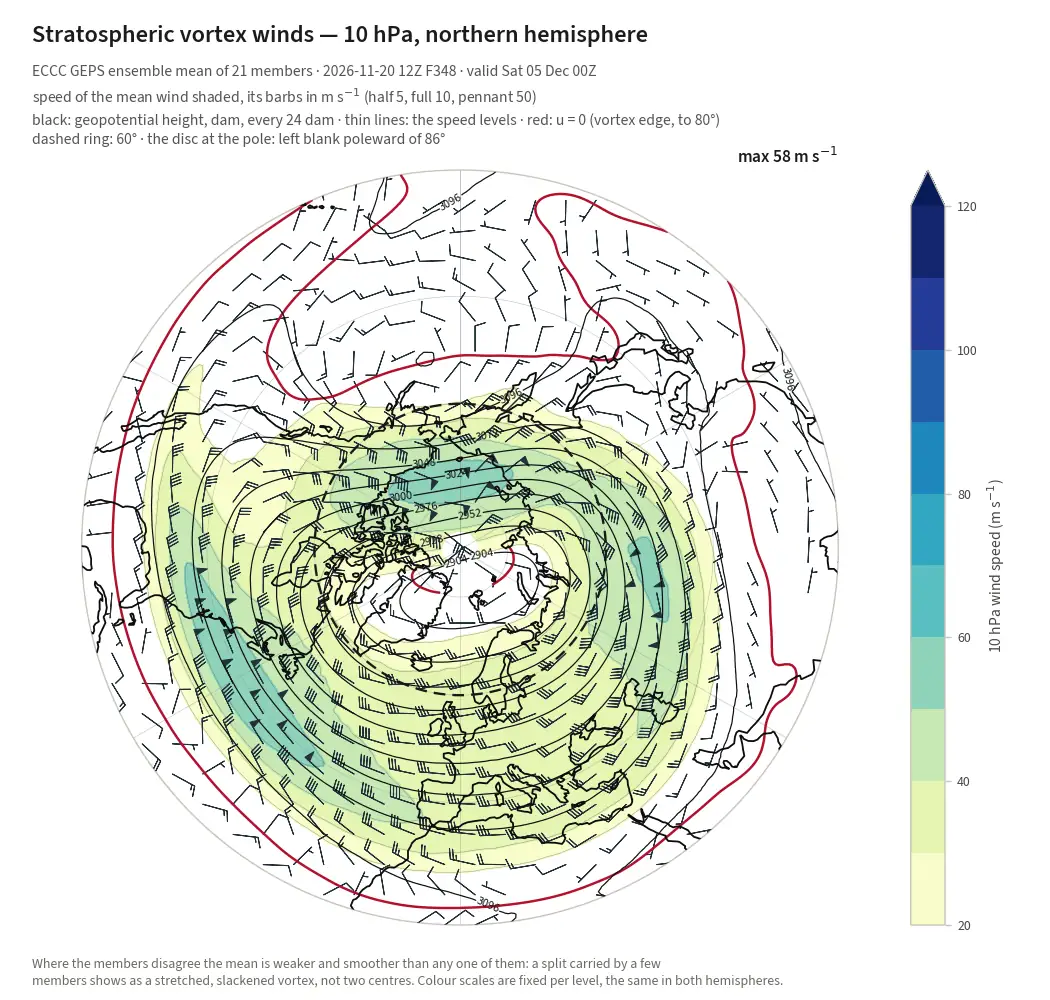 Stratospheric vortex winds — 10 hPa, northern hemisphere
ECCC GEPS ensemble mean of 21 members · 2026-11-20 12Z F348 · valid Sat 05 Dec 00Z
speed of the mean wind shaded, its barbs in m s⁻¹ (half 5, full 10, pennant 50)
black: geopotential height, dam, every 24 dam · thin lines: the speed levels · red: u = 0 (vortex edge, to 80°)
dashed ring: 60° · the disc at the pole: left blank poleward of 86°
max 58 m s⁻¹
3096
120
100
3096
3096
3048
3024
80
3000
2976
2952
2904
2904
10 hPa wind speed (m s⁻¹)
60
40
3096
20
Where the members disagree the mean is weaker and smoother than any one of them: a split carried by a few
members shows as a stretched, slackened vortex, not two centres. Colour scales are fixed per level, the same in both hemispheres.